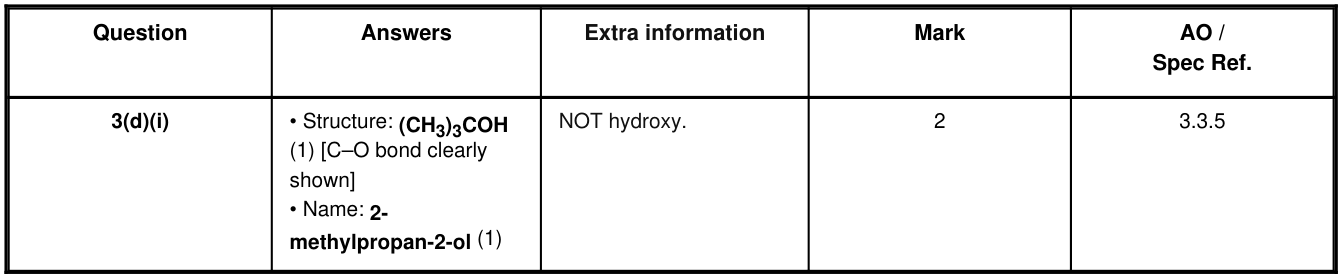 Question Answers Extra information Mark AO /
Spec Ref.
3(d)(i) • Structure: (CH₃)₃COH NOT hydroxy. 2 3.3.5
(1) [C–O bond clearly
shown]
• Name: 2-
methylpropan-2-ol (1)